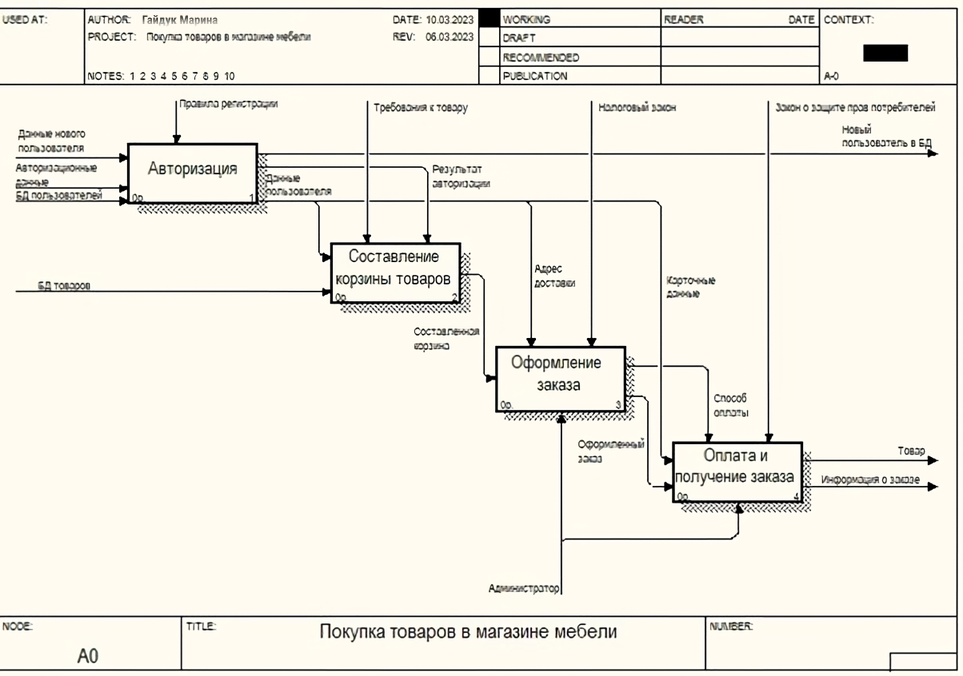 USED AT:
AUTHOR: Гайдук Марина
DATE: 10.03.2023
WORKING
READER
DATE
CONTEXT:
PROJECT: Покупка товаров в магазине мебели
REV: 06.03.2023
DRAFT
RECOMMENDED
NOTES: 1 2 3 4 5 6 7 8 9 10
PUBLICATION
A-0
Правила регистрации
Требования к товару
Налоговый закон
Закон о защите прав потребителей
Данные нового
пользователя
Новый
пользователь в БД
Авторизационные
данные
БД пользователей
Авторизация
0р.
1
Данные
пользователя
Результат
авторизации
Составление
корзины товаров
0р.
2
БД товаров
Адрес
доставки
Карточные
данные
Составленная
корзина
Оформление
заказа
0р.
3
Способ
оплаты
Оформленный
заказ
Оплата и
получение заказа
0р.
4
Товар
Информация о заказе
Администратор
NODE:
A0
TITLE:
Покупка товаров в магазине мебели
NUMBER: